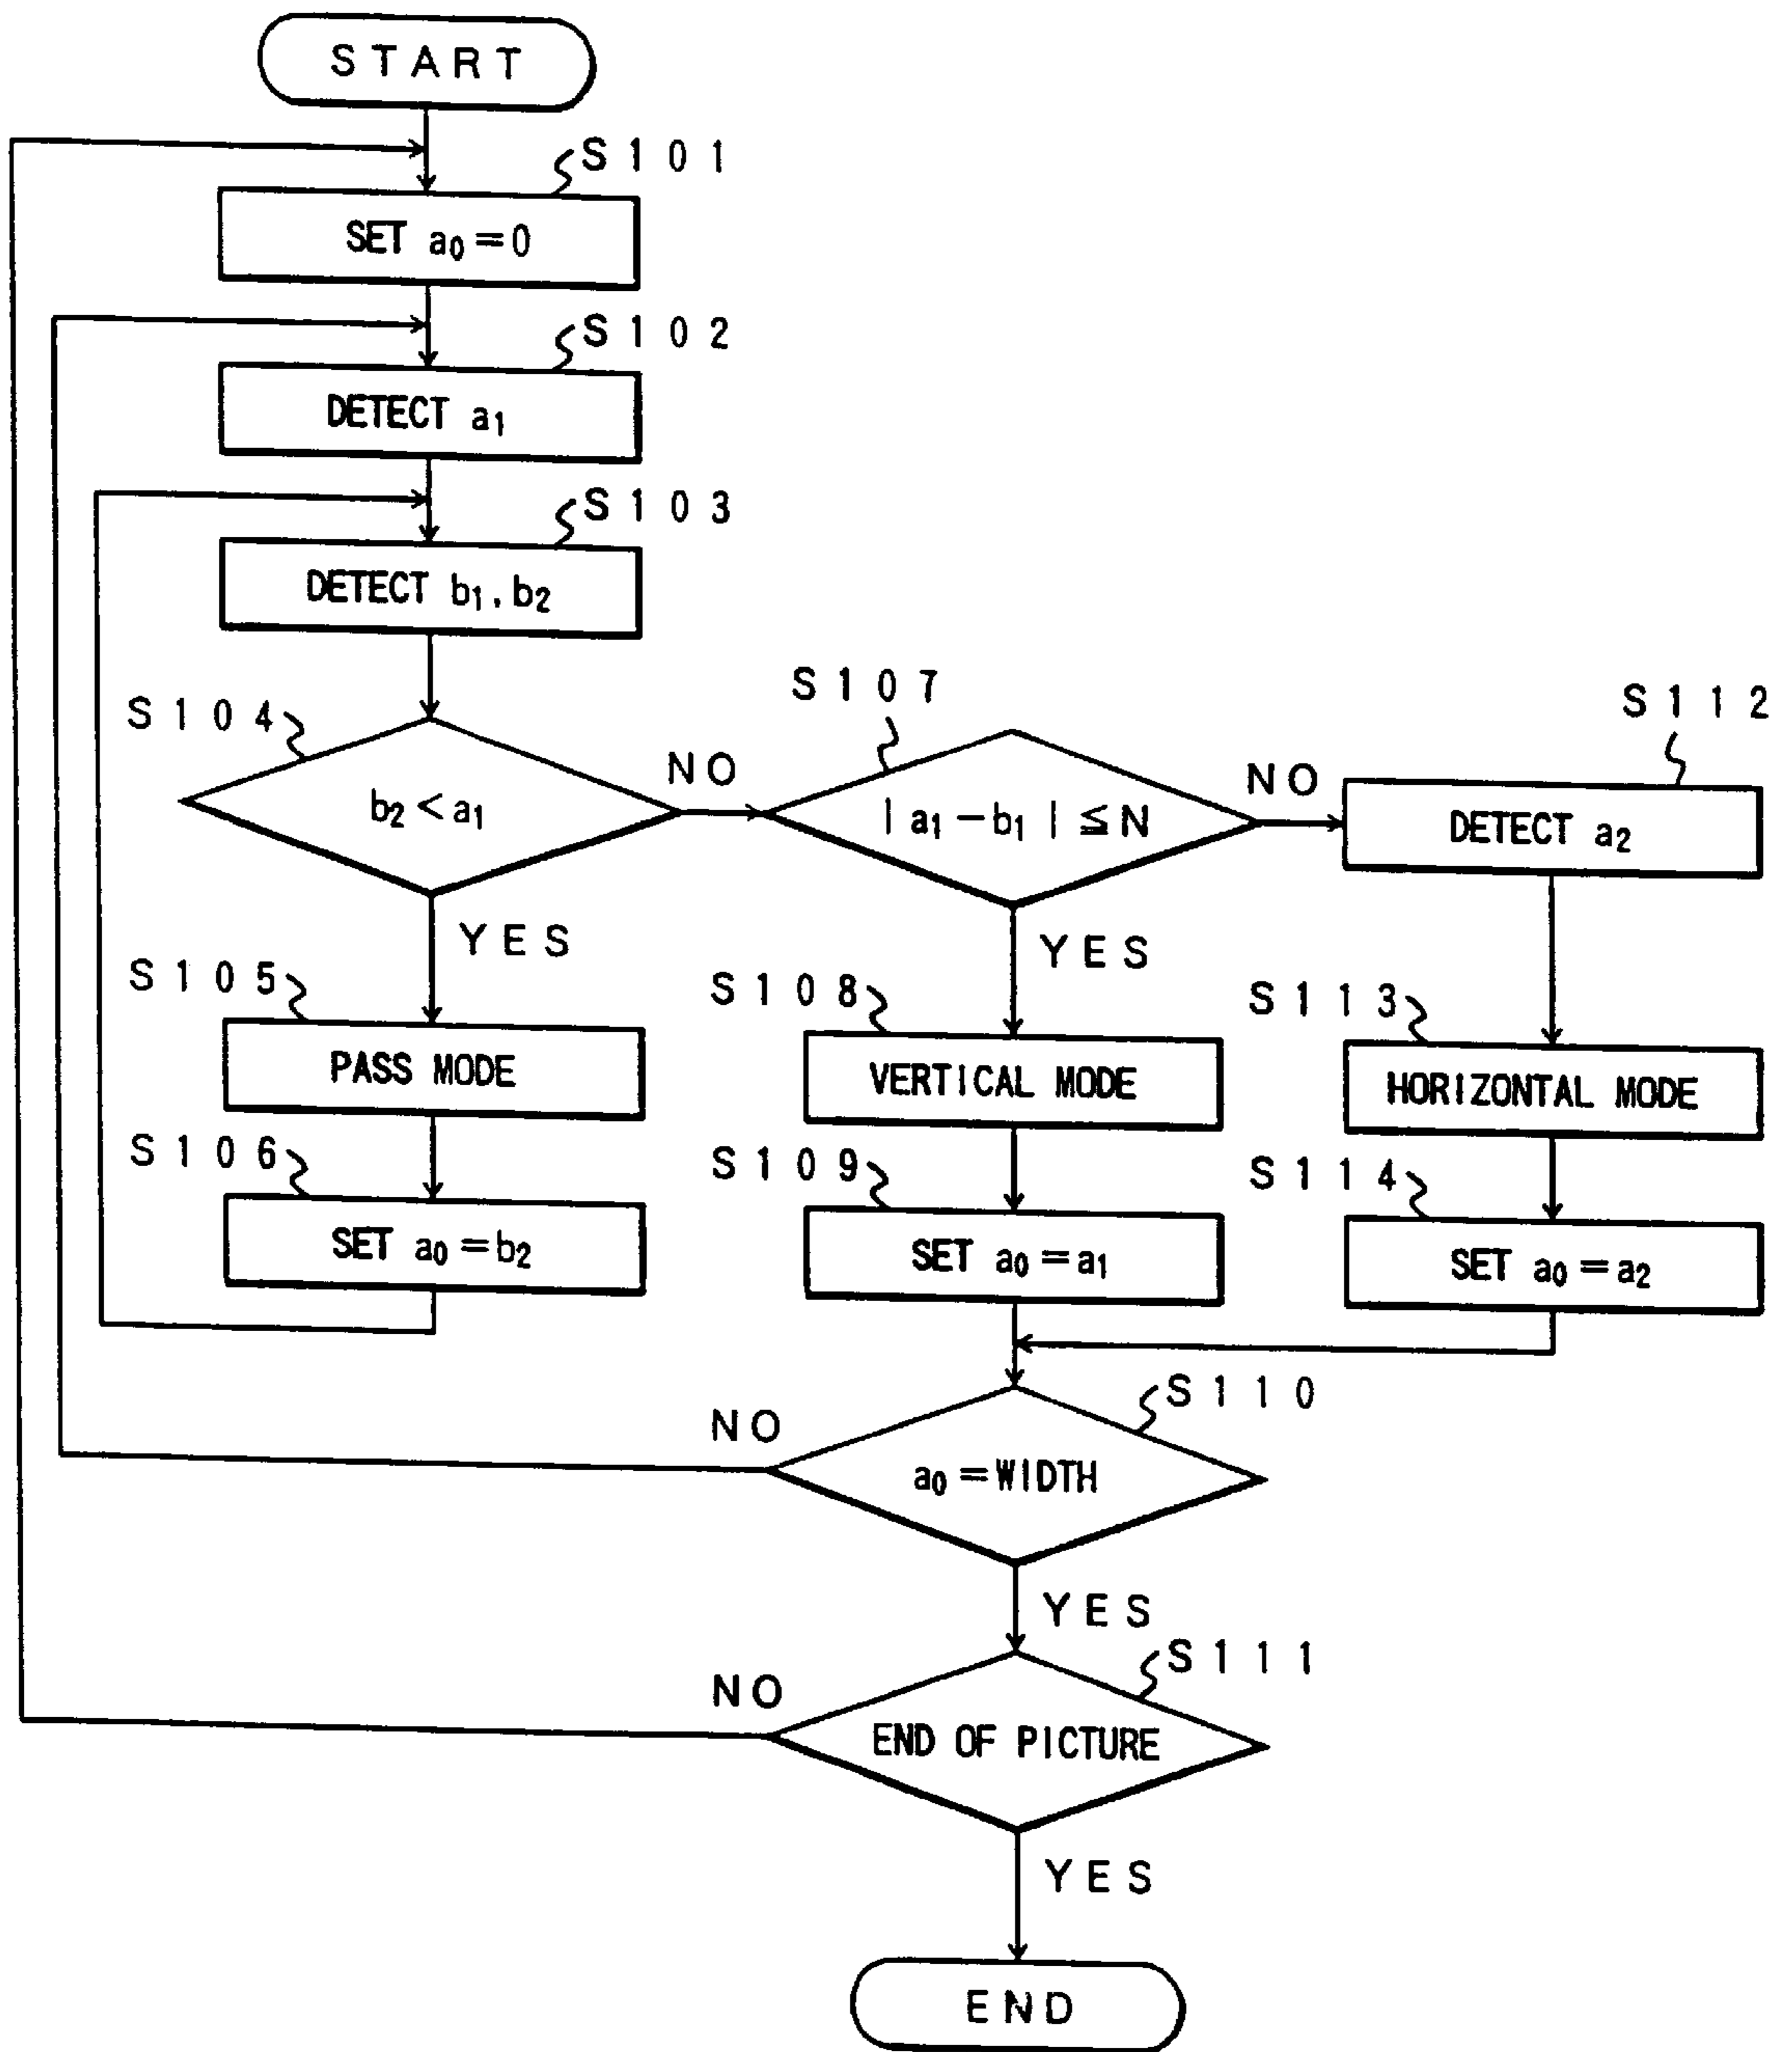 START
S101
SET a₀=0
S102
DETECT a₁
S103
DETECT b₁, b₂
S104
b₂<a₁
NO
S107
|a₁−b₁|≦N
NO
S112
DETECT a₂
YES
YES
S105
PASS MODE
S108
VERTICAL MODE
S113
HORIZONTAL MODE
S106
SET a₀=b₂
S109
SET a₀=a₁
S114
SET a₀=a₂
S110
NO
a₀=WIDTH
YES
S111
NO
END OF PICTURE
YES
END